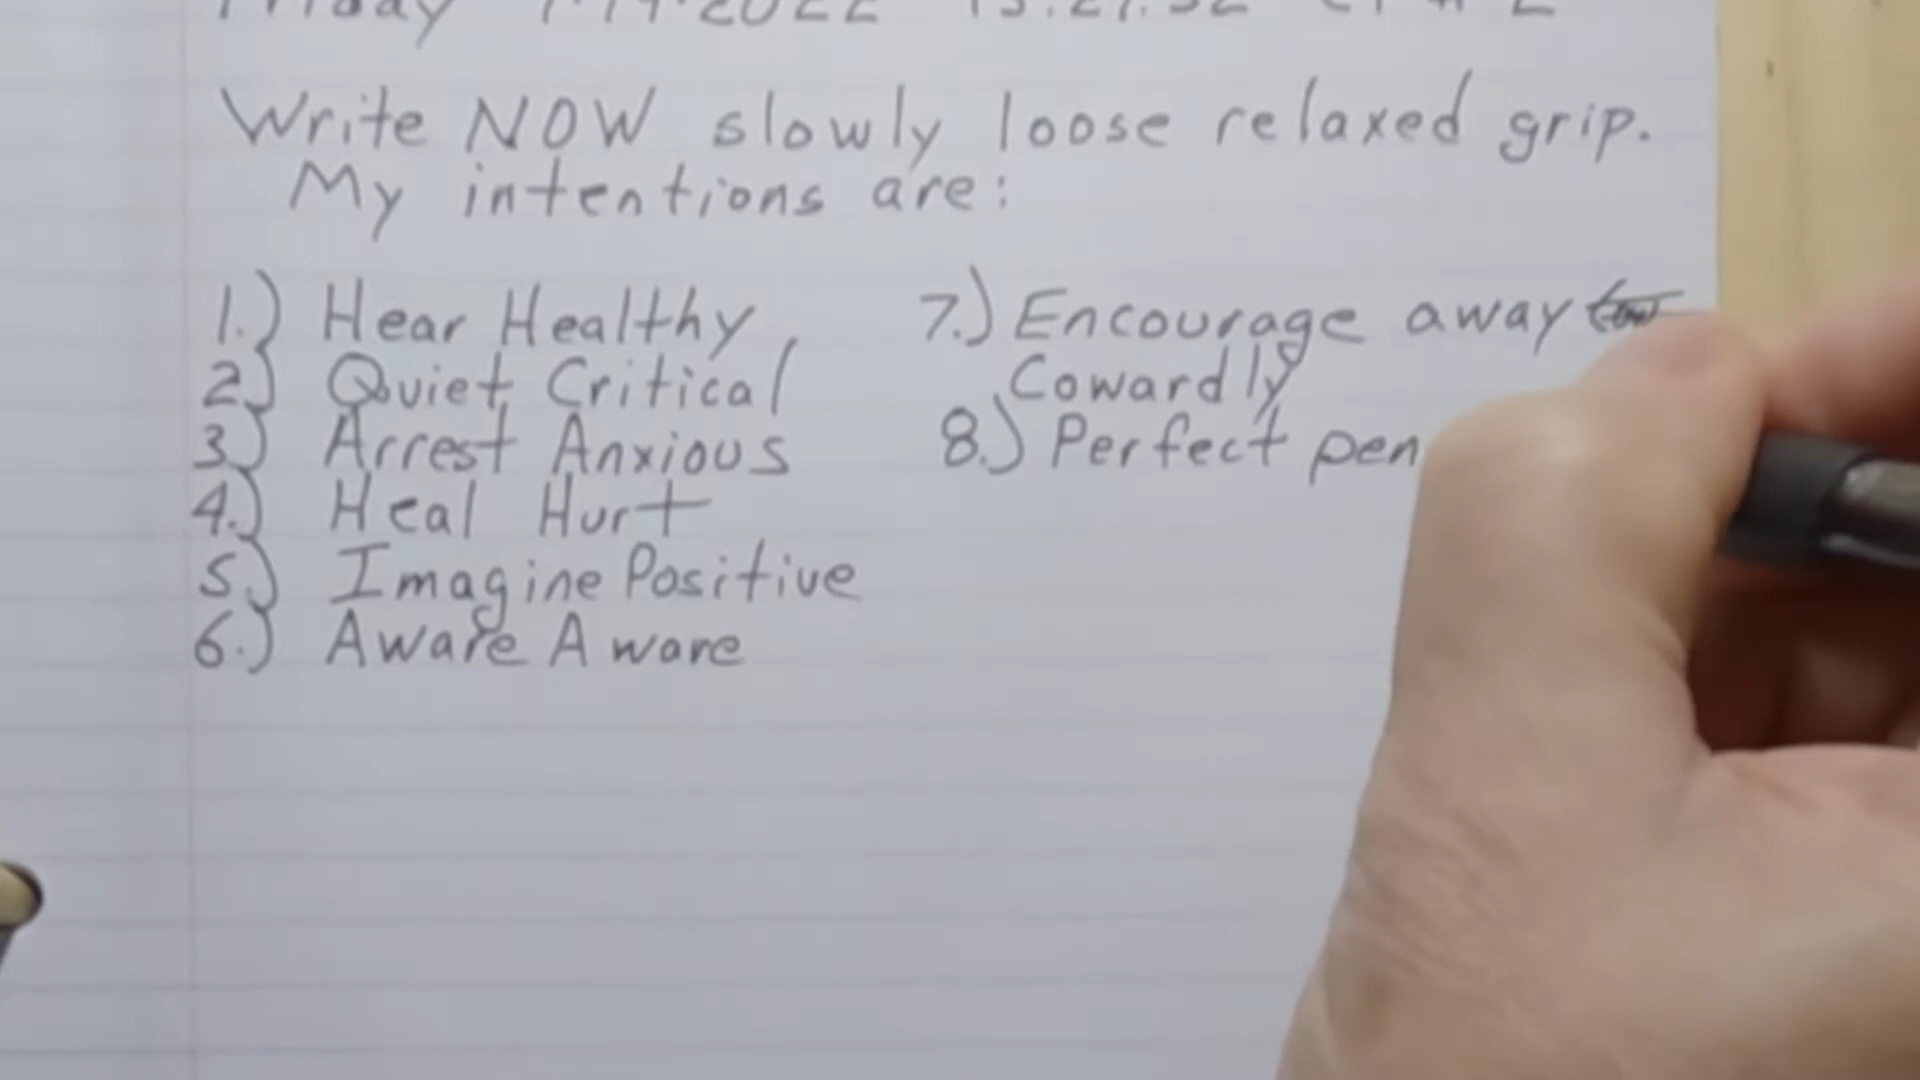 Friday
Write NOW slowly loose relaxed grip.
My intentions are:
1.) Hear Healthy
2.) Quiet Critical
3.) Arrest Anxious
4.) Heal Hurt
5.) Imagine Positive
6.) Aware Aware
7.) Encourage away
Cowardly
8.) Perfect pen